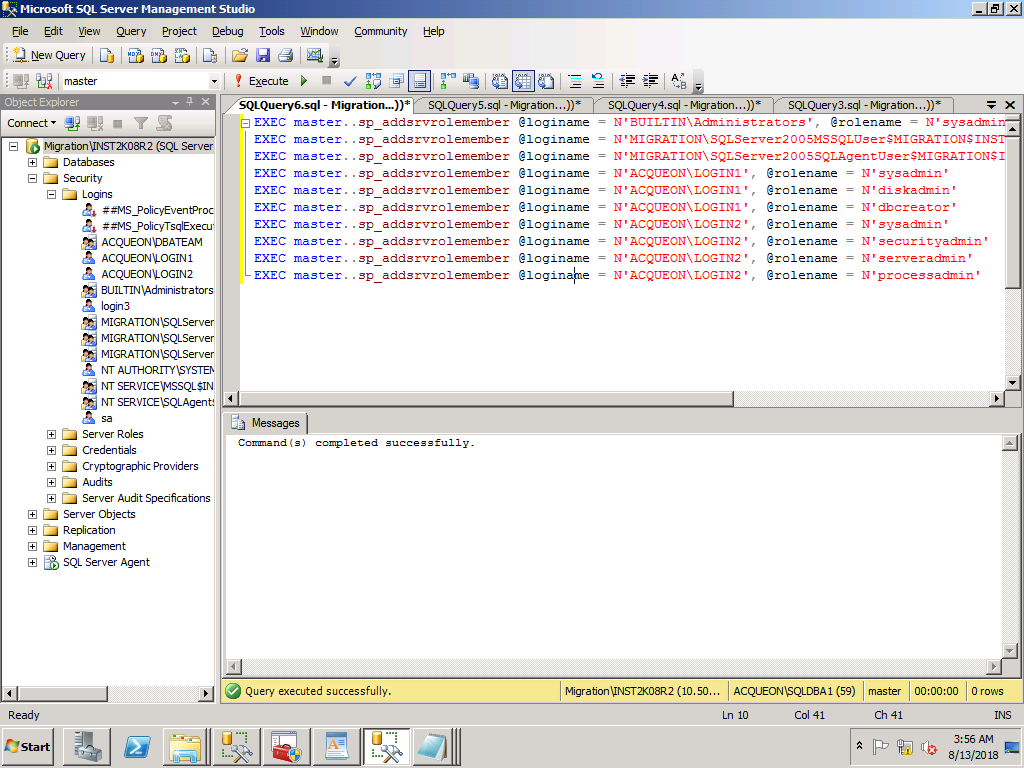 Microsoft SQL Server Management Studio
File Edit View Query Project Debug Tools Window Community Help
New Query
master Execute
Object Explorer
SQLQuery6.sql - Migration...))* SQLQuery5.sql - Migration...))* SQLQuery4.sql - Migration...))* SQLQuery3.sql - Migration...))*
Connect
Migration\INST2K08R2 (SQL Server
Databases
Security
Logins
##MS_PolicyEventProc
##MS_PolicyTsqlExecut
ACQUEON\DBATEAM
ACQUEON\LOGIN1
ACQUEON\LOGIN2
BUILTIN\Administrators
login3
MIGRATION\SQLServer
MIGRATION\SQLServer
MIGRATION\SQLServer
NT AUTHORITY\SYSTEM
NT SERVICE\MSSQL$IN
NT SERVICE\SQLAgent
sa
Server Roles
Credentials
Cryptographic Providers
Audits
Server Audit Specifications
Server Objects
Replication
Management
SQL Server Agent
EXEC master..sp_addsrvrolemember @loginame = N'BUILTIN\Administrators', @rolename = N'sysadmin
EXEC master..sp_addsrvrolemember @loginame = N'MIGRATION\SQLServer2005MSSQLUser$MIGRATION$INST
EXEC master..sp_addsrvrolemember @loginame = N'MIGRATION\SQLServer2005SQLAgentUser$MIGRATION$I
EXEC master..sp_addsrvrolemember @loginame = N'ACQUEON\LOGIN1', @rolename = N'sysadmin'
EXEC master..sp_addsrvrolemember @loginame = N'ACQUEON\LOGIN1', @rolename = N'diskadmin'
EXEC master..sp_addsrvrolemember @loginame = N'ACQUEON\LOGIN1', @rolename = N'dbcreator'
EXEC master..sp_addsrvrolemember @loginame = N'ACQUEON\LOGIN2', @rolename = N'sysadmin'
EXEC master..sp_addsrvrolemember @loginame = N'ACQUEON\LOGIN2', @rolename = N'securityadmin'
EXEC master..sp_addsrvrolemember @loginame = N'ACQUEON\LOGIN2', @rolename = N'serveradmin'
EXEC master..sp_addsrvrolemember @loginame = N'ACQUEON\LOGIN2', @rolename = N'processadmin'
Messages
Command(s) completed successfully.
Query executed successfully. Migration\INST2K08R2 (10.50... ACQUEON\SQLDBA1 (59) master 00:00:00 0 rows
Ready Ln 10 Col 41 Ch 41 INS
Start
3:56 AM
8/13/2018